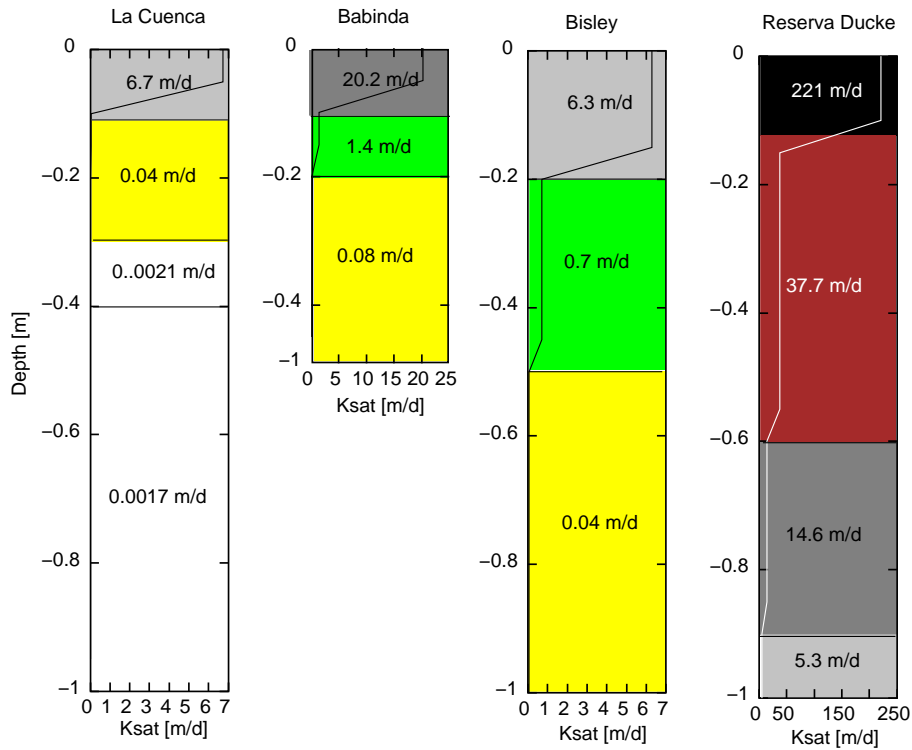 La Cuenca
0
6.7 m/d
0.04 m/d
0..0021 m/d
0.0017 m/d
−0.2
−0.4
−0.6
−0.8
−1
Depth [m]
0 1 2 3 4 5 6 7
Ksat [m/d]
Babinda
0
20.2 m/d
1.4 m/d
0.08 m/d
−0.2
−0.4
−1
0 5 10 15 20 25
Ksat [m/d]
Bisley
0
6.3 m/d
0.7 m/d
0.04 m/d
−0.2
−0.4
−0.6
−0.8
−1
0 1 2 3 4 5 6 7
Ksat [m/d]
Reserva Ducke
0
221 m/d
37.7 m/d
14.6 m/d
5.3 m/d
−0.2
−0.4
−0.6
−0.8
−1
0 50 150 250
Ksat [m/d]